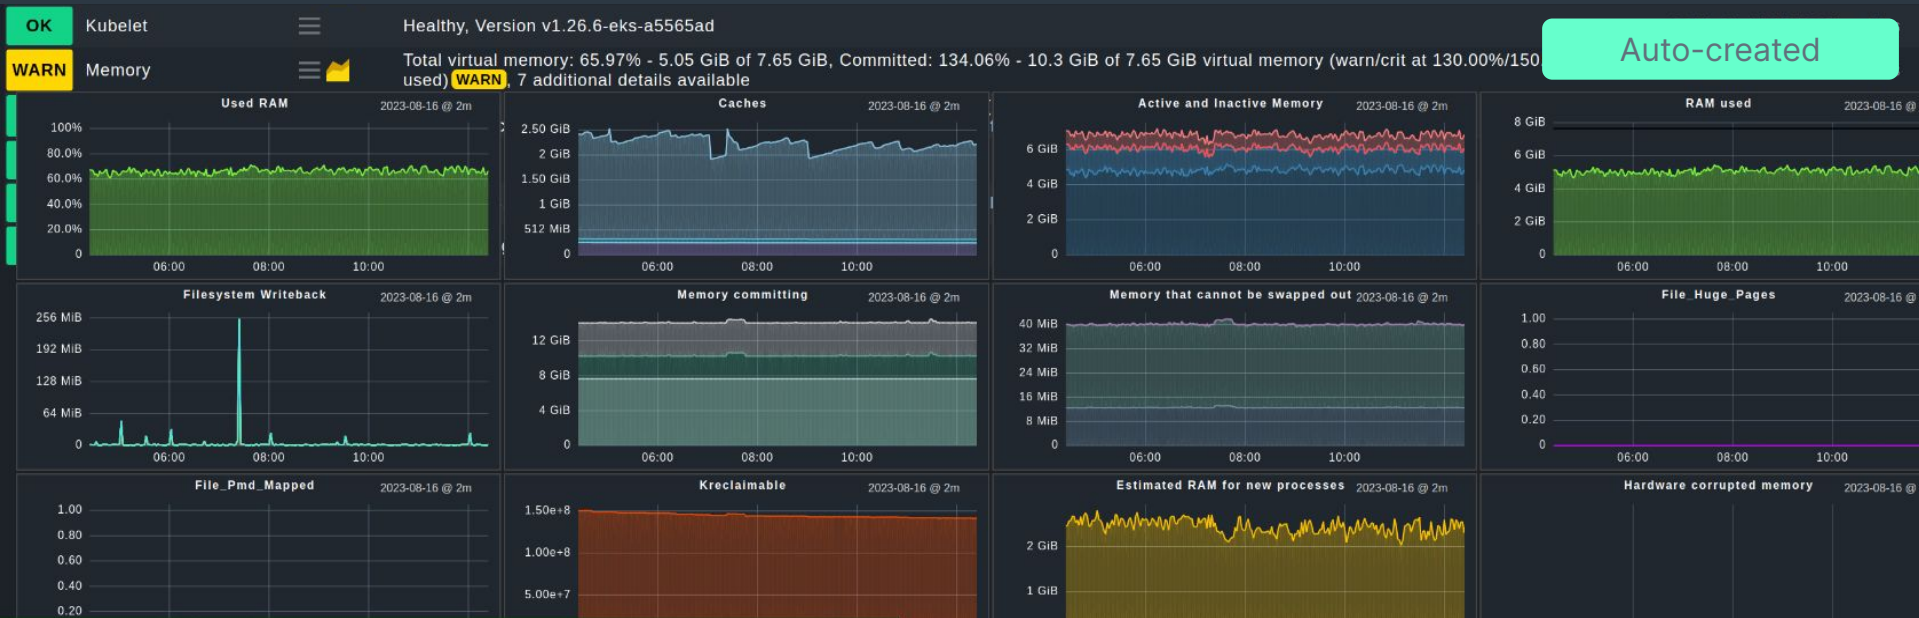 OK Kubelet Healthy, Version v1.26.6-eks-a5565ad
Auto-created
WARN Memory Total virtual memory: 65.97% - 5.05 GiB of 7.65 GiB, Committed: 134.06% - 10.3 GiB of 7.65 GiB virtual memory (warn/crit at 130.00%/150
used) WARN, 7 additional details available
Used RAM 2023-08-16 @ 2m
100%
80.0%
60.0%
40.0%
20.0%
0
06:00 08:00 10:00
Caches 2023-08-16 @ 2m
2.50 GiB
2 GiB
1.50 GiB
1 GiB
512 MiB
0
06:00 08:00 10:00
Active and Inactive Memory 2023-08-16 @ 2m
6 GiB
4 GiB
2 GiB
0
06:00 08:00 10:00
RAM used 2023-08-16 @
8 GiB
6 GiB
4 GiB
2 GiB
0
06:00 08:00 10:00
Filesystem Writeback 2023-08-16 @ 2m
256 MiB
192 MiB
128 MiB
64 MiB
0
06:00 08:00 10:00
Memory committing 2023-08-16 @ 2m
12 GiB
8 GiB
4 GiB
0
06:00 08:00 10:00
Memory that cannot be swapped out 2023-08-16 @ 2m
40 MiB
32 MiB
24 MiB
16 MiB
8 MiB
0
06:00 08:00 10:00
File_Huge_Pages 2023-08-16 @
1.00
0.80
0.60
0.40
0.20
0
06:00 08:00 10:00
File_Pmd_Mapped 2023-08-16 @ 2m
1.00
0.80
0.60
0.40
0.20
Kreclaimable 2023-08-16 @ 2m
1.50e+8
1.00e+8
5.00e+7
Estimated RAM for new processes 2023-08-16 @ 2m
2 GiB
1 GiB
Hardware corrupted memory 2023-08-16 @